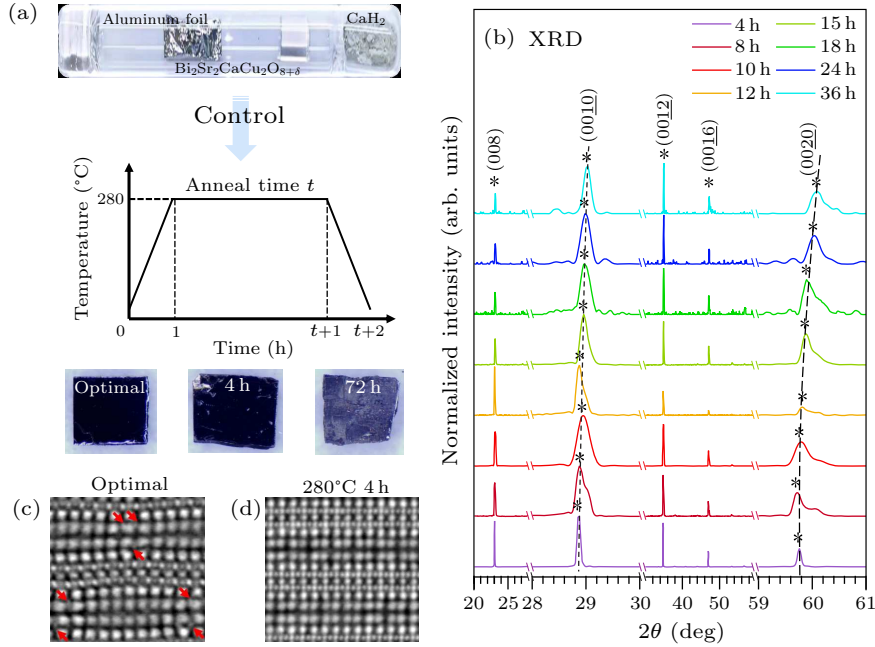 (a)
Aluminum foil
CaH2
Bi2Sr2CaCu2O8+δ
Control
Temperature (°C)
280
Anneal time t
0
1
t+1
t+2
Time (h)
Optimal
4 h
72 h
(c)
Optimal
(d)
280°C 4 h
(b)
XRD
4 h
8 h
10 h
12 h
15 h
18 h
24 h
36 h
* (008)
* (0010)
* (0012)
* (0016)
(0020)
*
Normalized intensity (arb. units)
20 25 28 29 30 40 50 59 60 61
2θ (deg)